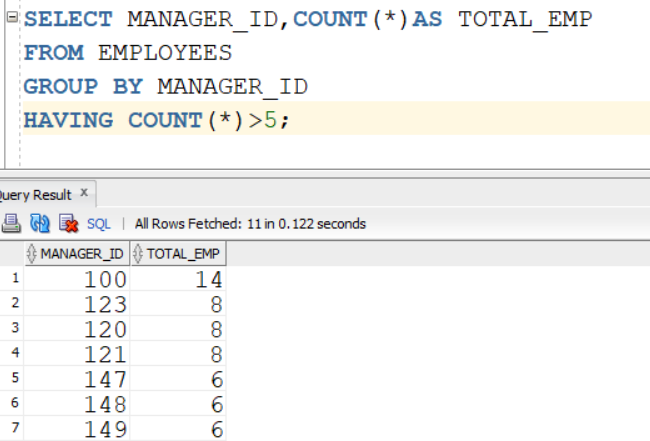 SELECT MANAGER_ID,COUNT(*)AS TOTAL_EMP
FROM EMPLOYEES
GROUP BY MANAGER_ID
HAVING COUNT(*)>5;
Query Result x
SQL | All Rows Fetched: 11 in 0.122 seconds
MANAGER_ID TOTAL_EMP
1 100 14
2 123 8
3 120 8
4 121 8
5 147 6
6 148 6
7 149 6